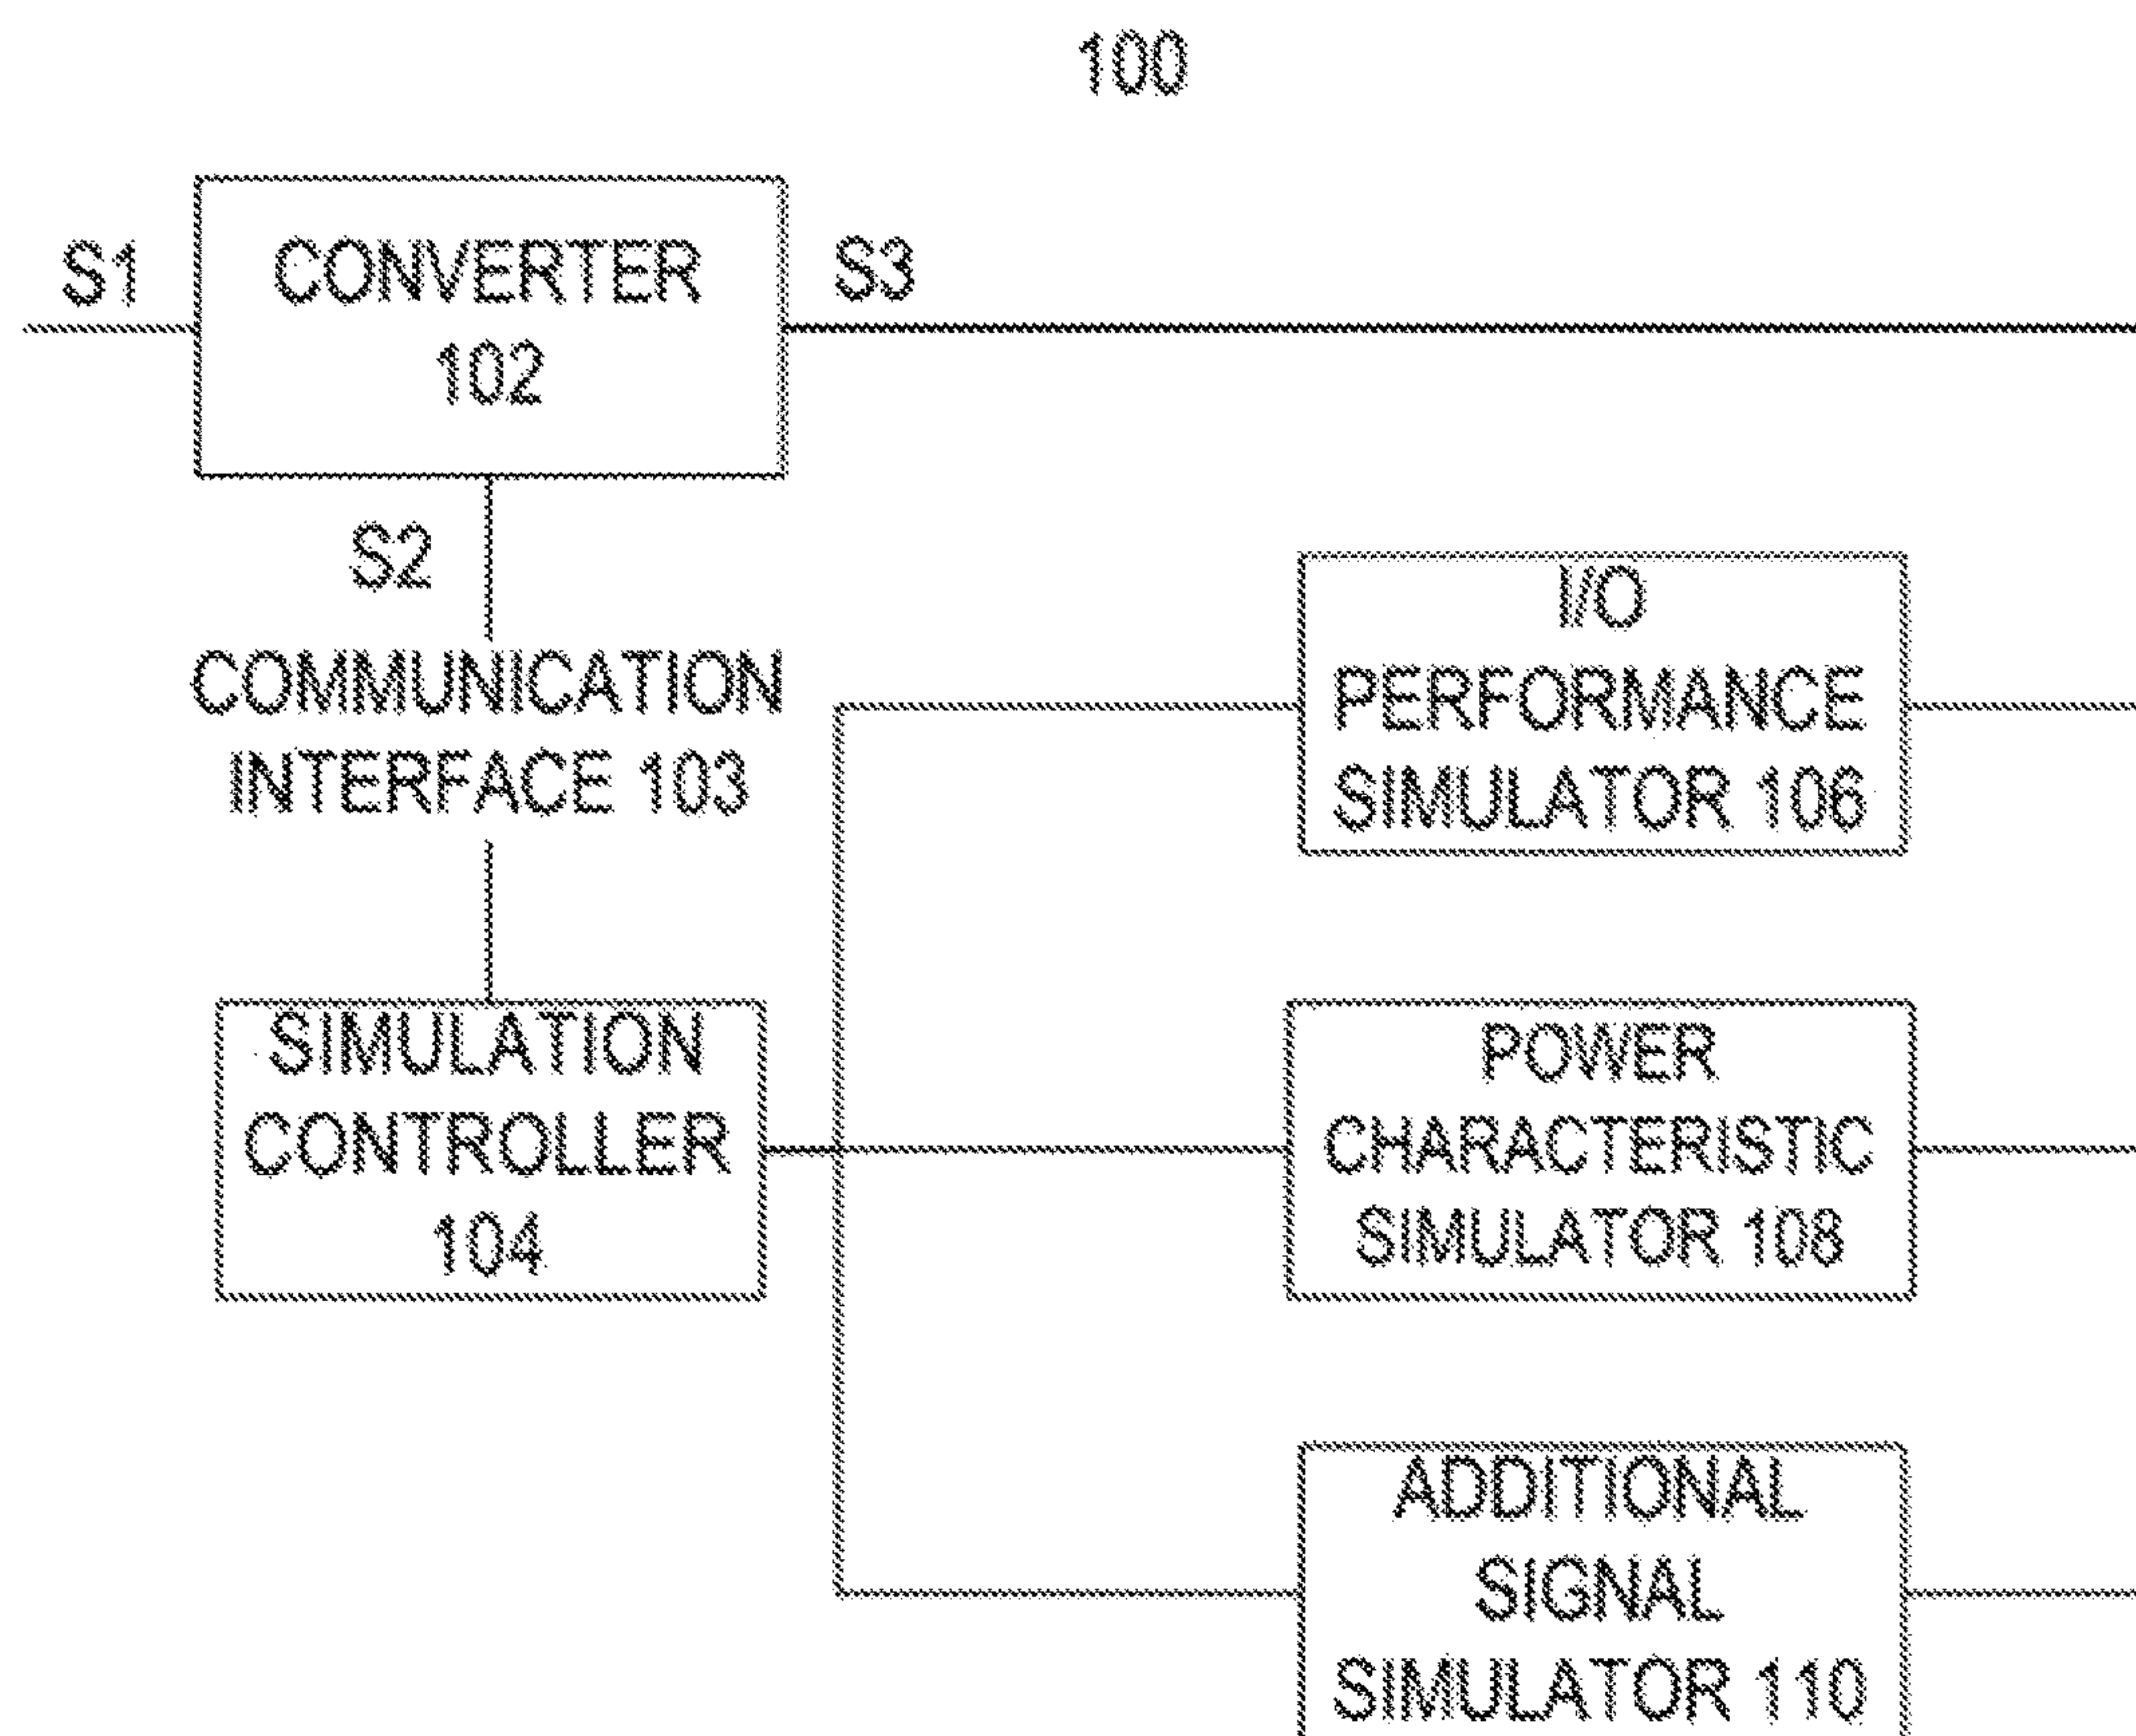 100
S1
CONVERTER
102
S3
S2
COMMUNICATION
INTERFACE 103
I/O
PERFORMANCE
SIMULATOR 106
SIMULATION
CONTROLLER
104
POWER
CHARACTERISTIC
SIMULATOR 108
ADDITIONAL
SIGNAL
SIMULATOR 110